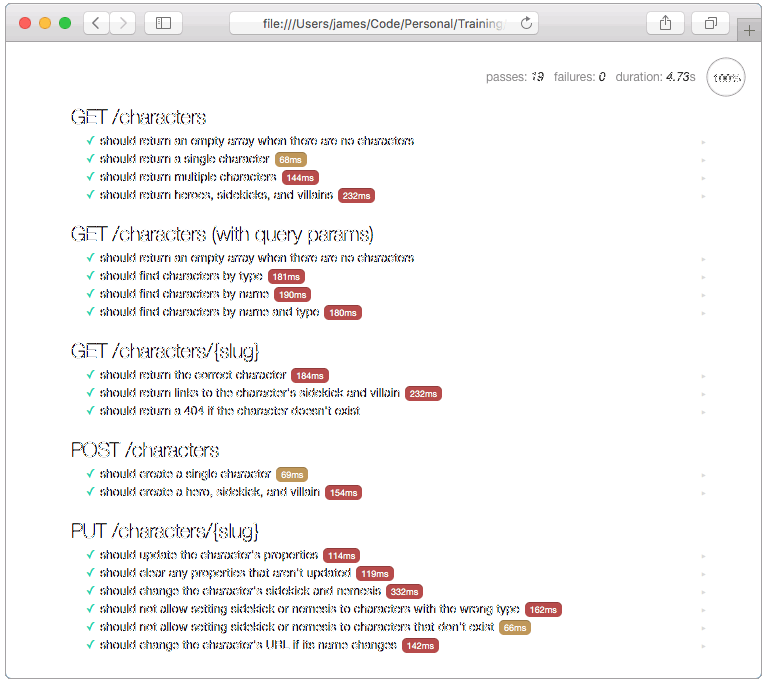 file:///Users/james/Code/Personal/Training/
passes: 19 failures: 0 duration: 4.73s 100%
GET /characters
✓ should return an empty array when there are no characters
✓ should return a single character 68ms
✓ should return multiple characters 144ms
✓ should return heroes, sidekicks, and villains 232ms
GET /characters (with query params)
✓ should return an empty array when there are no characters
✓ should find characters by type 181ms
✓ should find characters by name 190ms
✓ should find characters by name and type 180ms
GET /characters/{slug}
✓ should return the correct character 184ms
✓ should return links to the character's sidekick and villain 232ms
✓ should return a 404 if the character doesn't exist
POST /characters
✓ should create a single character 69ms
✓ should create a hero, sidekick, and villain 154ms
PUT /characters/{slug}
✓ should update the character's properties 114ms
✓ should clear any properties that aren't updated 119ms
✓ should change the character's sidekick and nemesis 332ms
✓ should not allow setting sidekick or nemesis to characters with the wrong type 162ms
✓ should not allow setting sidekick or nemesis to characters that don't exist 66ms
✓ should change the character's URL if its name changes 142ms